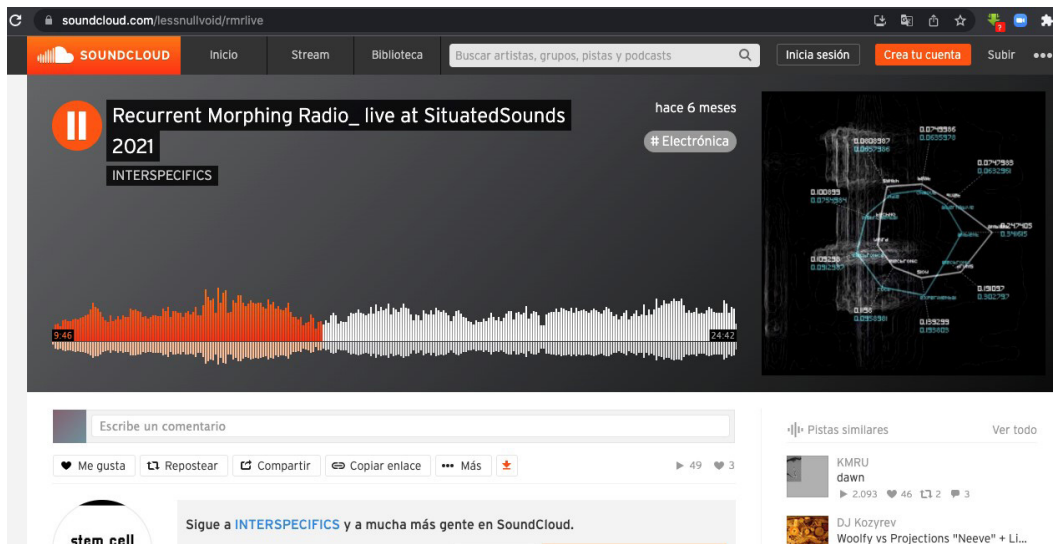 soundcloud.com/lessnullvoid/rmrlive
SOUNDCLOUD
Inicio
Stream
Biblioteca
Buscar artistas, grupos, pistas y podcasts
Inicia sesión
Crea tu cuenta
Subir
Recurrent Morphing Radio_ live at SituatedSounds
2021
INTERSPECIFICS
hace 6 meses
# Electrónica
9:46
24:42
Escribe un comentario
Me gusta
Repostear
Compartir
Copiar enlace
Más
49
3
stem cell
Sigue a INTERSPECIFICS y a mucha más gente en SoundCloud.
Pistas similares
Ver todo
KMRU
dawn
2.093 46 2 3
DJ Kozyrev
Woolfy vs Projections "Neeve" + Li...